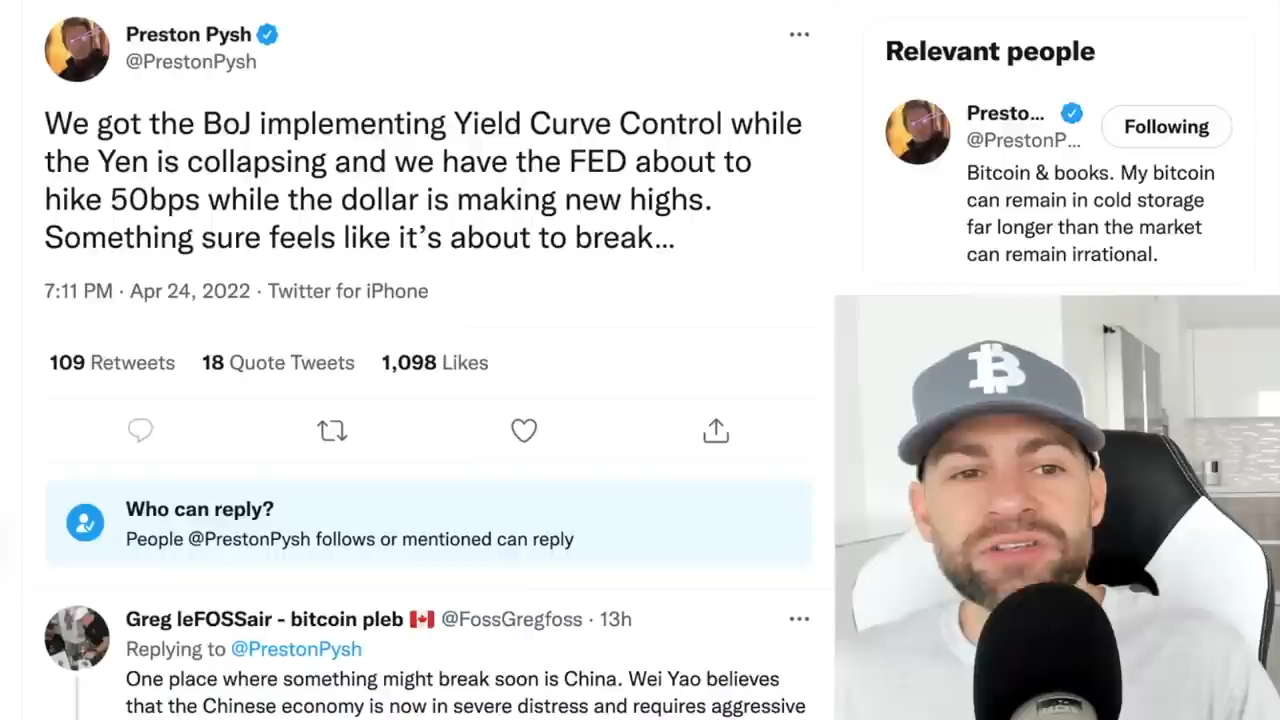 Preston Pysh
@PrestonPysh
We got the BoJ implementing Yield Curve Control while
the Yen is collapsing and we have the FED about to
hike 50bps while the dollar is making new highs.
Something sure feels like it’s about to break...
7:11 PM · Apr 24, 2022 · Twitter for iPhone
109 Retweets 18 Quote Tweets 1,098 Likes
Who can reply?
People @PrestonPysh follows or mentioned can reply
Greg leFOSSair - bitcoin pleb 🇨🇦 @FossGregfoss · 13h
Replying to @PrestonPysh
One place where something might break soon is China. Wei Yao believes
that the Chinese economy is now in severe distress and requires aggressive
Relevant people
Presto...
@PrestonP...
Following
Bitcoin & books. My bitcoin
can remain in cold storage
far longer than the market
can remain irrational.